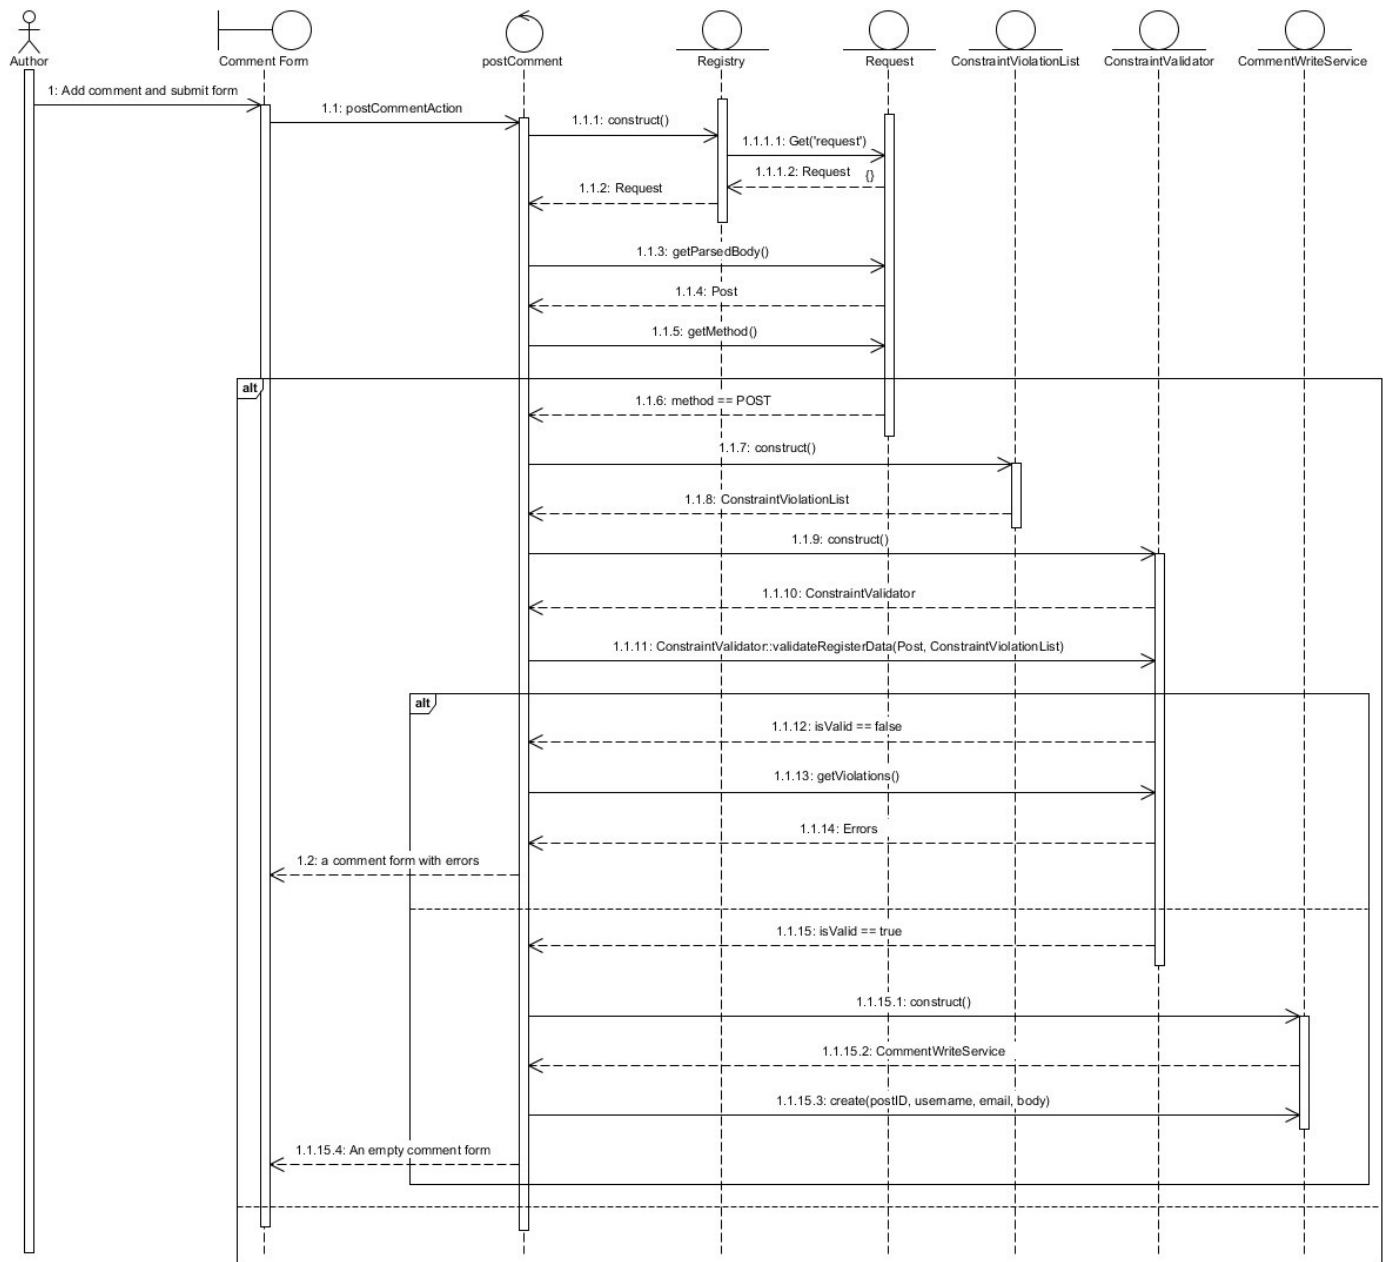 Author
Comment Form
postComment
Registry
Request
ConstraintViolationList
ConstraintValidator
CommentWriteService
1: Add comment and submit form
1.1: postCommentAction
1.1.1: construct()
1.1.1.1: Get('request')
1.1.1.2: Request {}
1.1.2: Request
1.1.3: getParsedBody()
1.1.4: Post
1.1.5: getMethod()
alt
1.1.6: method == POST
1.1.7: construct()
1.1.8: ConstraintViolationList
1.1.9: construct()
1.1.10: ConstraintValidator
1.1.11: ConstraintValidator::validateRegisterData(Post, ConstraintViolationList)
alt
1.1.12: isValid == false
1.1.13: getViolations()
1.1.14: Errors
1.2: a comment form with errors
1.1.15: isValid == true
1.1.15.1: construct()
1.1.15.2: CommentWriteService
1.1.15.3: create(postID, username, email, body)
1.1.15.4: An empty comment form